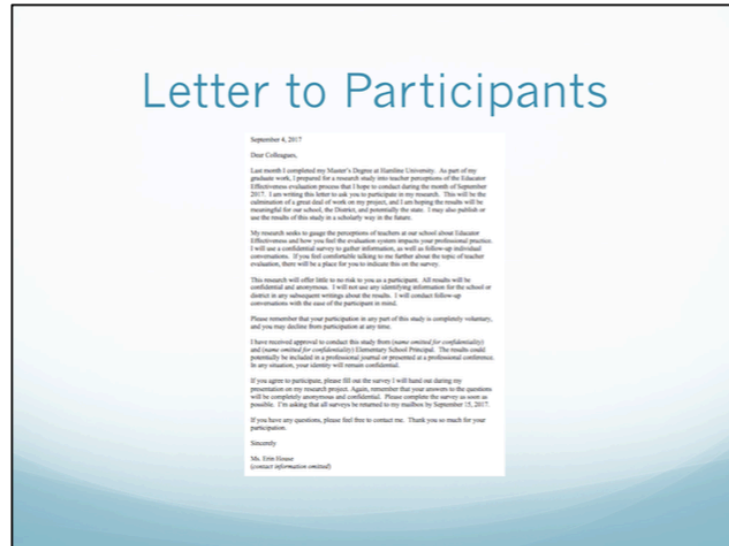 Letter to Participants
September 4, 2017
Dear Colleagues,
Last month I completed my Master's Degree at Hamline University. As part of my
graduate work, I prepared for a research study into teacher perceptions of the Educator
Effectiveness evaluation process that I hope to conduct during the month of September
2017. I am writing this letter to ask you to participate in my research. This will be the
culmination of a great deal of work on my project, and I am hoping the results will be
meaningful for our school, the District, and potentially the state. I may also publish or
use the results of this study in a scholarly way in the future.
My research seeks to gauge the perceptions of teachers at our school about Educator
Effectiveness and how you feel the evaluation system impacts your professional practice.
I will use a confidential survey to gather information, as well as follow-up individual
conversations. If you feel comfortable talking to me further about the topic of teacher
evaluation, there will be a place for you to indicate this on the survey.
This research will offer little to no risk to you as a participant. All results will be
confidential and anonymous. I will not use any identifying information for the school or
district in any subsequent writings about the results. I will conduct follow-up
conversations with the ease of the participant in mind.
Please remember that your participation in any part of this study is completely voluntary,
and you may decline from participation at any time.
I have received approval to conduct this study from (name omitted for confidentiality)
and (name omitted for confidentiality) Elementary School Principal. The results could
potentially be included in a professional journal or presented at a professional conference.
In any situation, your identity will remain confidential.
If you agree to participate, please fill out the survey I will hand out during my
presentation on my research project. Again, remember that your answers to the questions
will be completely anonymous and confidential. Please complete the survey as soon as
possible. I'm asking that all surveys be returned to my mailbox by September 15, 2017.
If you have any questions, please feel free to contact me. Thank you so much for your
participation.
Sincerely
Ms. Erin House
(contact information omitted)